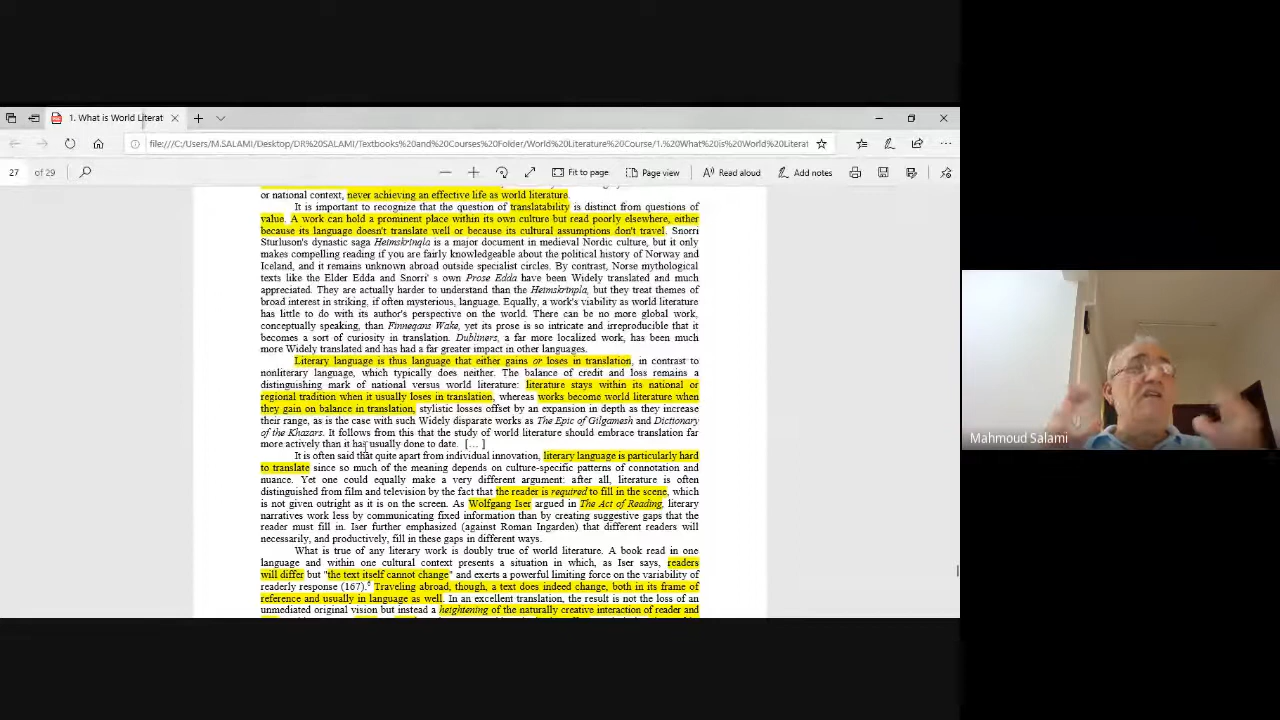 1. What is World Literat
file:///C:/Users/M.SALAMI/Desktop/DR%20SALAMI/Textbooks%20and%20Courses%20Folder/World%20Literature%20Course/1.%20What%20is%20World%20Literat
27 of 29
Fit to page
Page view
Read aloud
Add notes
or national context, never achieving an effective life as world literature.
It is important to recognize that the question of translatability is distinct from questions of
value. A work can hold a prominent place within its own culture but read poorly elsewhere, either
because its language doesn't translate well or because its cultural assumptions don't travel. Snorri
Sturluson's dynastic saga Heimskringla is a major document in medieval Nordic culture, but it only
makes compelling reading if you are fairly knowledgeable about the political history of Norway and
Iceland, and it remains unknown abroad outside specialist circles. By contrast, Norse mythological
texts like the Elder Edda and Snorri' s own Prose Edda have been Widely translated and much
appreciated. They are actually harder to understand than the Heimskrinpla, but they treat themes of
broad interest in striking, if often mysterious, language. Equally, a work's viability as world literature
has little to do with its author's perspective on the world. There can be no more global work,
conceptually speaking, than Finneqans Wake, yet its prose is so intricate and irreproducible that it
becomes a sort of curiosity in translation. Dubliners, a far more localized work, has been much
more Widely translated and has had a far greater impact in other languages.
Literary language is thus language that either gains or loses in translation, in contrast to
nonliterary language, which typically does neither. The balance of credit and loss remains a
distinguishing mark of national versus world literature: literature stays within its national or
regional tradition when it usually loses in translation, whereas works become world literature when
they gain on balance in translation, stylistic losses offset by an expansion in depth as they increase
their range, as is the case with such Widely disparate works as The Epic of Gilgamesh and Dictionary
of the Khazars. It follows from this that the study of world literature should embrace translation far
more actively than it has usually done to date. [... ]
It is often said that quite apart from individual innovation, literary language is particularly hard
to translate since so much of the meaning depends on culture-specific patterns of connotation and
nuance. Yet one could equally make a very different argument: after all, literature is often
distinguished from film and television by the fact that the reader is required to fill in the scene, which
is not given outright as it is on the screen. As Wolfgang Iser argued in The Act of Reading, literary
narratives work less by communicating fixed information than by creating suggestive gaps that the
reader must fill in. Iser further emphasized (against Roman Ingarden) that different readers will
necessarily, and productively, fill in these gaps in different ways.
What is true of any literary work is doubly true of world literature. A book read in one
language and within one cultural context presents a situation in which, as Iser says, readers
will differ but "the text itself cannot change" and exerts a powerful limiting force on the variability of
readerly response (167).6 Traveling abroad, though, a text does indeed change, both in its frame of
reference and usually in language as well. In an excellent translation, the result is not the loss of an
unmediated original vision but instead a heightening of the naturally creative interaction of reader and
Mahmoud Salami